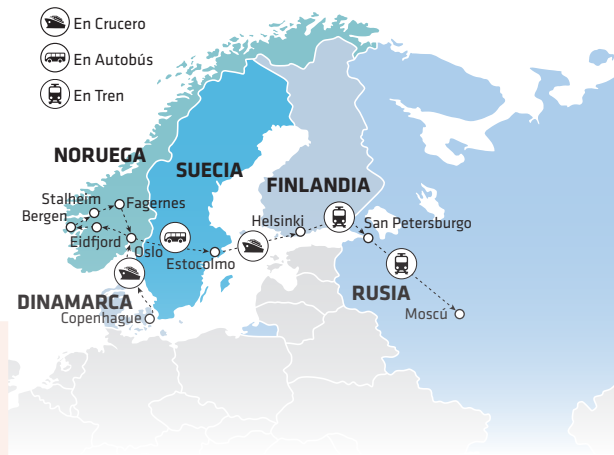 En Crucero
En Autobús
En Tren
NORUEGA
SUECIA
FINLANDIA
Stalheim
Fagernes
Bergen
Eidfjord
Oslo
Estocolmo
Helsinki
San Petersburgo
DINAMARCA
Copenhague
RUSIA
Moscú